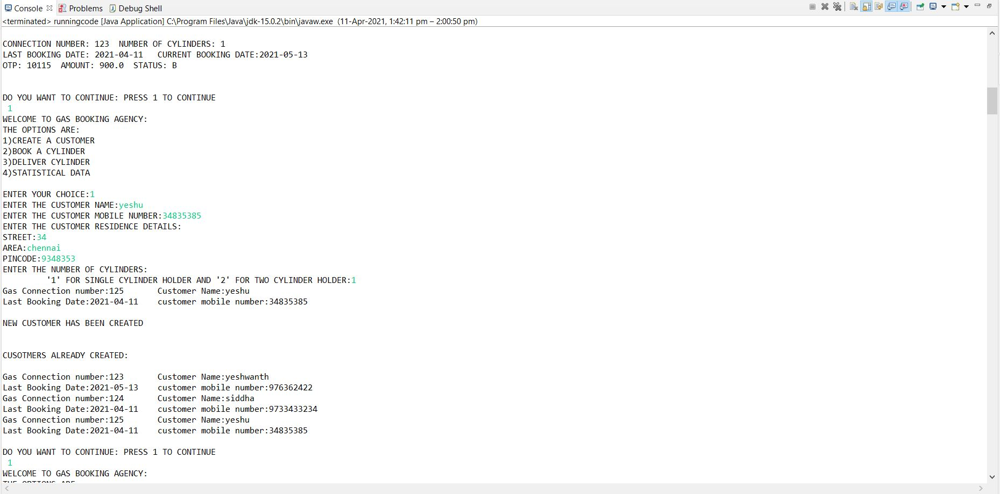 Console Problems Debug Shell
<terminated> runningcode [Java Application] C:\Program Files\Java\jdk-15.0.2\bin\javaw.exe (11-Apr-2021, 1:42:11 pm – 2:00:50 pm)
CONNECTION NUMBER: 123  NUMBER OF CYLINDERS: 1
LAST BOOKING DATE: 2021-04-11   CURRENT BOOKING DATE:2021-05-13
OTP: 10115  AMOUNT: 900.0  STATUS: B
DO YOU WANT TO CONTINUE: PRESS 1 TO CONTINUE
1
WELCOME TO GAS BOOKING AGENCY:
THE OPTIONS ARE:
1)CREATE A CUSTOMER
2)BOOK A CYLINDER
3)DELIVER CYLINDER
4)STATISTICAL DATA
ENTER YOUR CHOICE:1
ENTER THE CUSTOMER NAME:yeshu
ENTER THE CUSTOMER MOBILE NUMBER:34835385
ENTER THE CUSTOMER RESIDENCE DETAILS:
STREET:34
AREA:chennai
PINCODE:9348353
ENTER THE NUMBER OF CYLINDERS:
'1' FOR SINGLE CYLINDER HOLDER AND '2' FOR TWO CYLINDER HOLDER:1
Gas Connection number:125       Customer Name:yeshu
Last Booking Date:2021-04-11    customer mobile number:34835385
NEW CUSTOMER HAS BEEN CREATED
CUSOTMERS ALREADY CREATED:
Gas Connection number:123       Customer Name:yeshwanth
Last Booking Date:2021-05-13    customer mobile number:976362422
Gas Connection number:124       Customer Name:siddha
Last Booking Date:2021-04-11    customer mobile number:9733433234
Gas Connection number:125       Customer Name:yeshu
Last Booking Date:2021-04-11    customer mobile number:34835385
DO YOU WANT TO CONTINUE: PRESS 1 TO CONTINUE
1
WELCOME TO GAS BOOKING AGENCY: